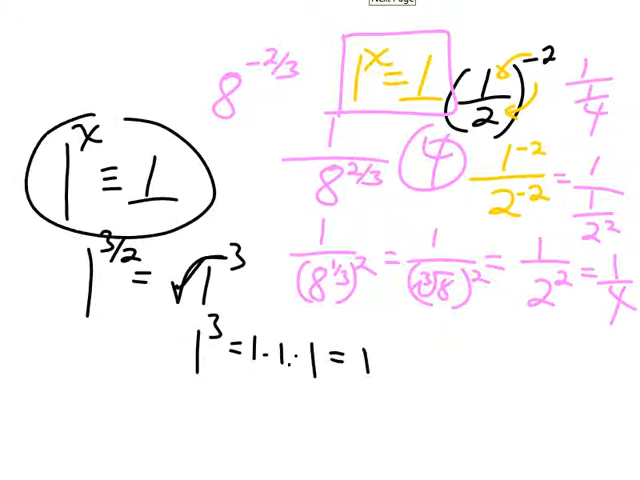 Next Page
8^{-2/3}
1^x = 1
(1/2)^{-2}
1/(1/4)
1/8^{2/3}
4
1^{-2}/2^{-2} = 1/(1/2^2)
1^x ≡ 1
1/(8^{1/3})^2 = 1/(∛8)^2 = 1/2^2 = 1/4
1^{3/2} = √1^3
1^3 = 1·1·1 = 1